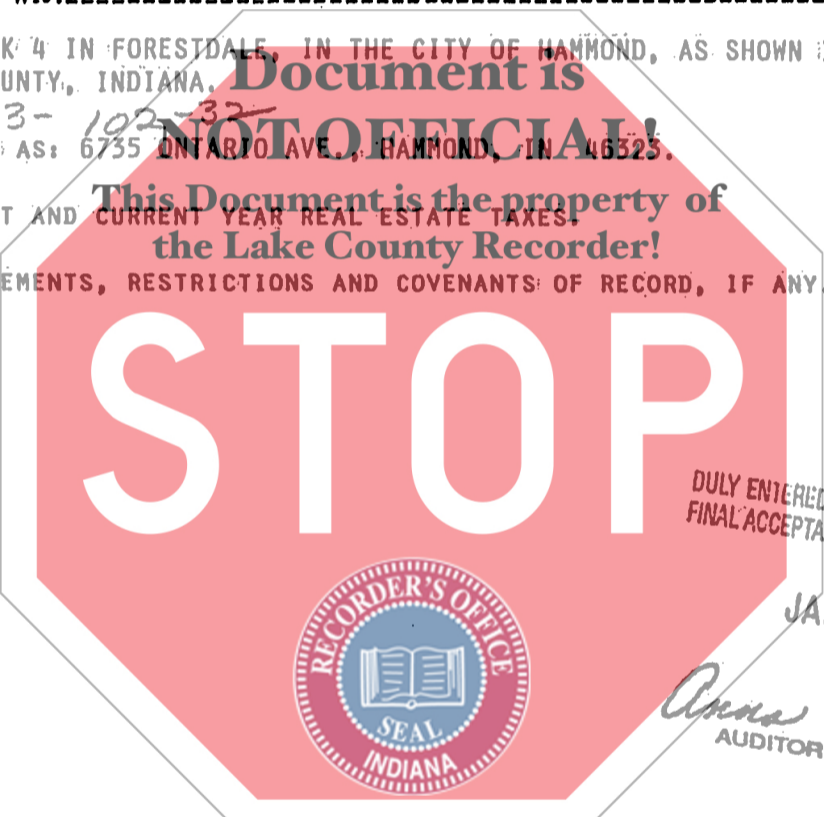 K 4 IN FORESTDALE, IN THE CITY OF HAMMOND, AS SHOWN
UNTY, INDIANA.
Document is
3- 102-32
NOT OFFICIAL!
AS: 6735 ONTARIO AVE., HAMMOND, IN 46323.
This Document is the property of
T AND CURRENT YEAR REAL ESTATE TAXES.
the Lake County Recorder!
EMENTS, RESTRICTIONS AND COVENANTS OF RECORD, IF ANY.
STOP
DULY ENTERED
FINAL ACCEPTA
JA
RECORDER'S OFFICE
Anna
SEAL
AUDITOR
INDIANA